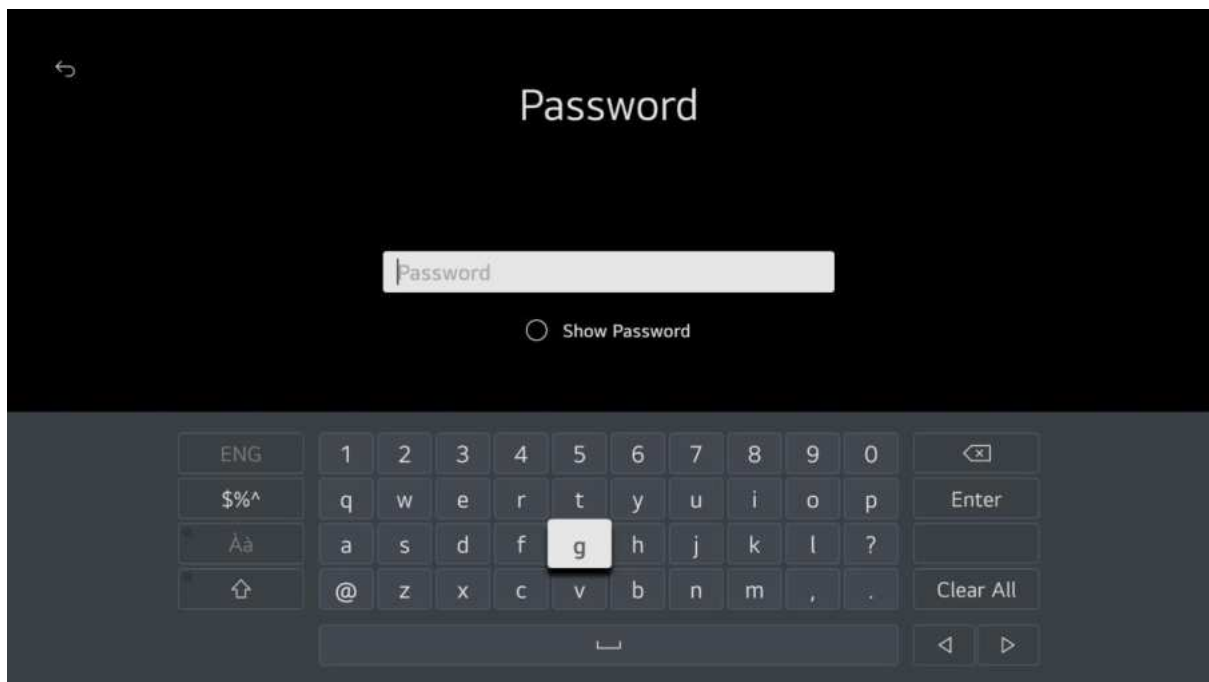 Password
Password
Show Password
ENG 1 2 3 4 5 6 7 8 9 0
$%^ q w e r t y u i o p Enter
Àà a s d f g h j k l ?
@ z x c v b n m , . Clear All